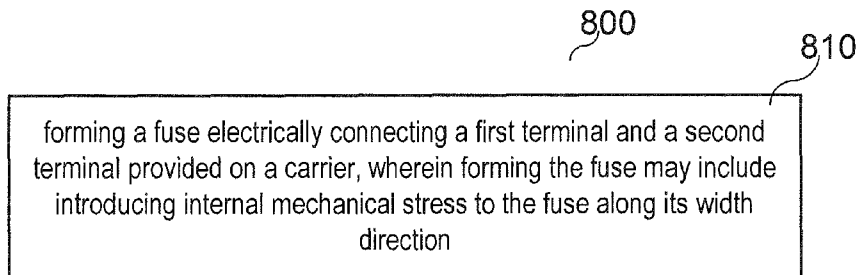 800
810
forming a fuse electrically connecting a first terminal and a second
terminal provided on a carrier, wherein forming the fuse may include
introducing internal mechanical stress to the fuse along its width
direction